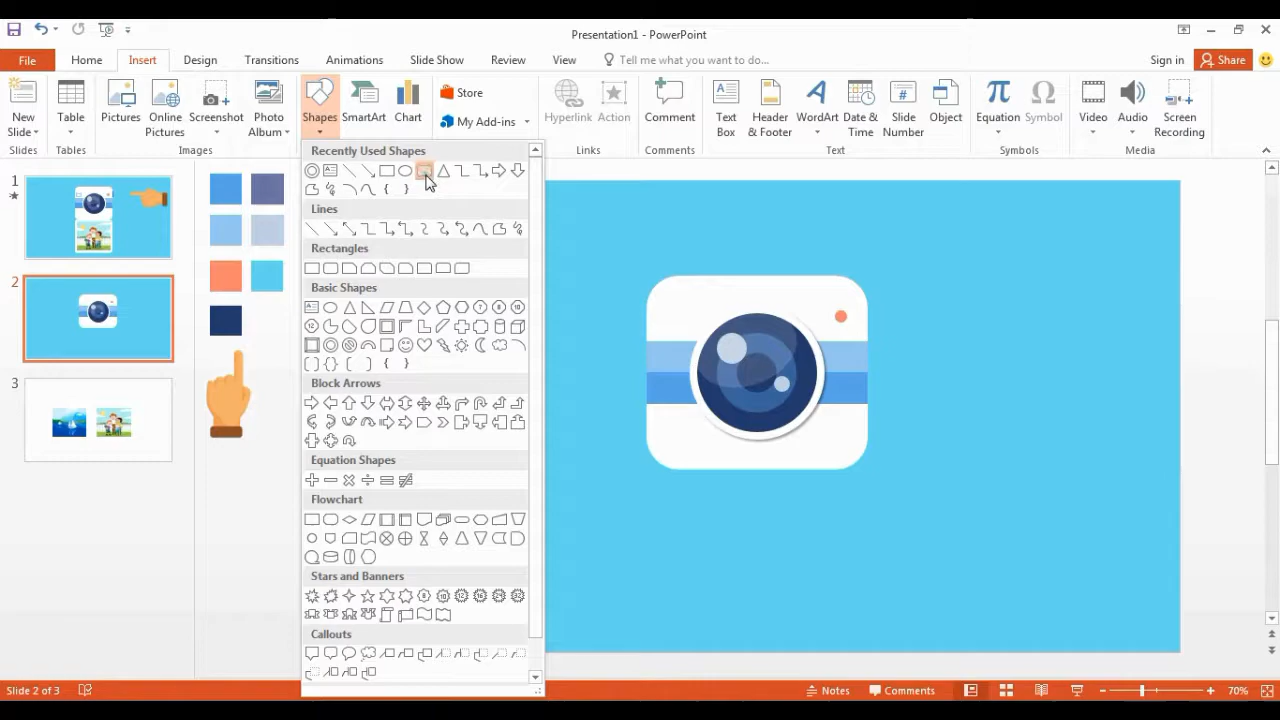 Presentation1 - PowerPoint
File Home Insert Design Transitions Animations Slide Show Review View Tell me what you want to do... Sign in Share
New Slide Table Pictures Online Pictures Screenshot Photo Album Shapes SmartArt Chart Store My Add-ins Hyperlink Action Comment Text Box Header & Footer WordArt Date & Time Slide Number Object Equation Symbol Video Audio Screen Recording
Slides Tables Images Links Comments Text Symbols Media
Recently Used Shapes
Lines
Rectangles
Basic Shapes
Block Arrows
Equation Shapes
Flowchart
Stars and Banners
Callouts
1
2
3
Slide 2 of 3 Notes Comments 70%